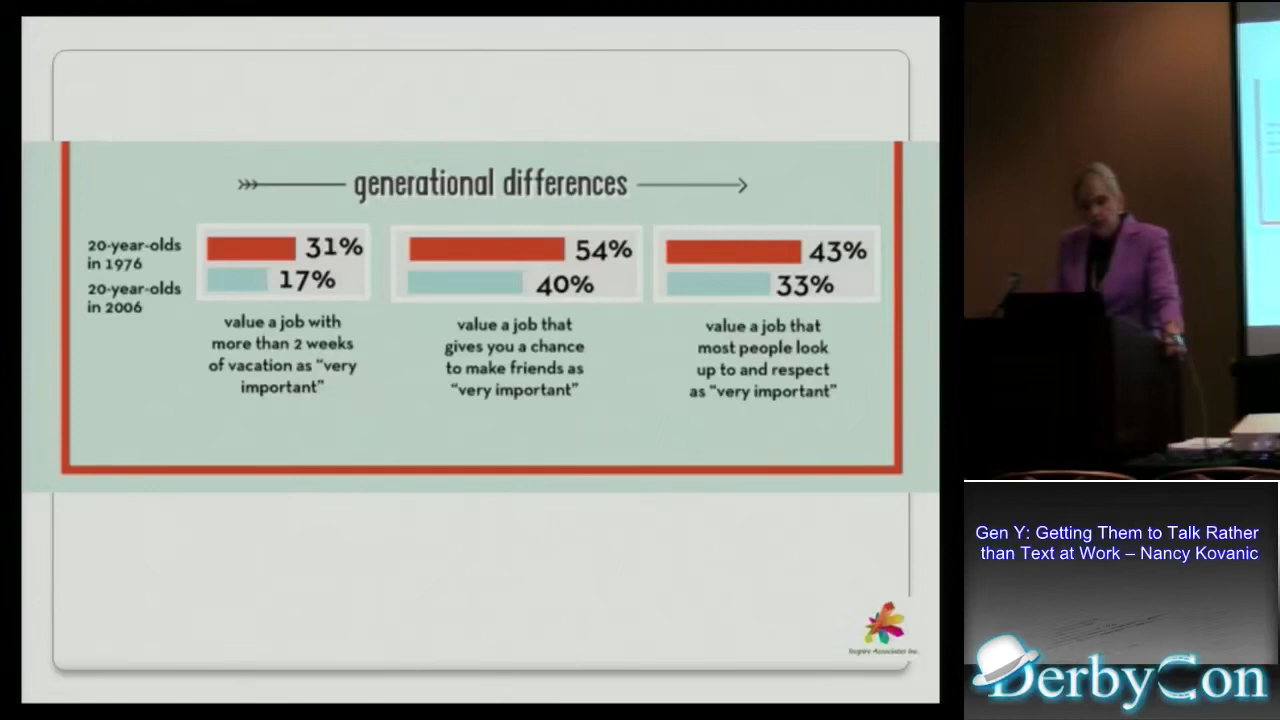 generational differences
20-year-olds
in 1976
20-year-olds
in 2006
31%
17%
value a job with
more than 2 weeks
of vacation as “very
important”
54%
40%
value a job that
gives you a chance
to make friends as
“very important”
43%
33%
value a job that
most people look
up to and respect
as “very important”
Inspire Associates Inc.
Gen Y: Getting Them to Talk Rather
than Text at Work – Nancy Kovanic
DerbyCon